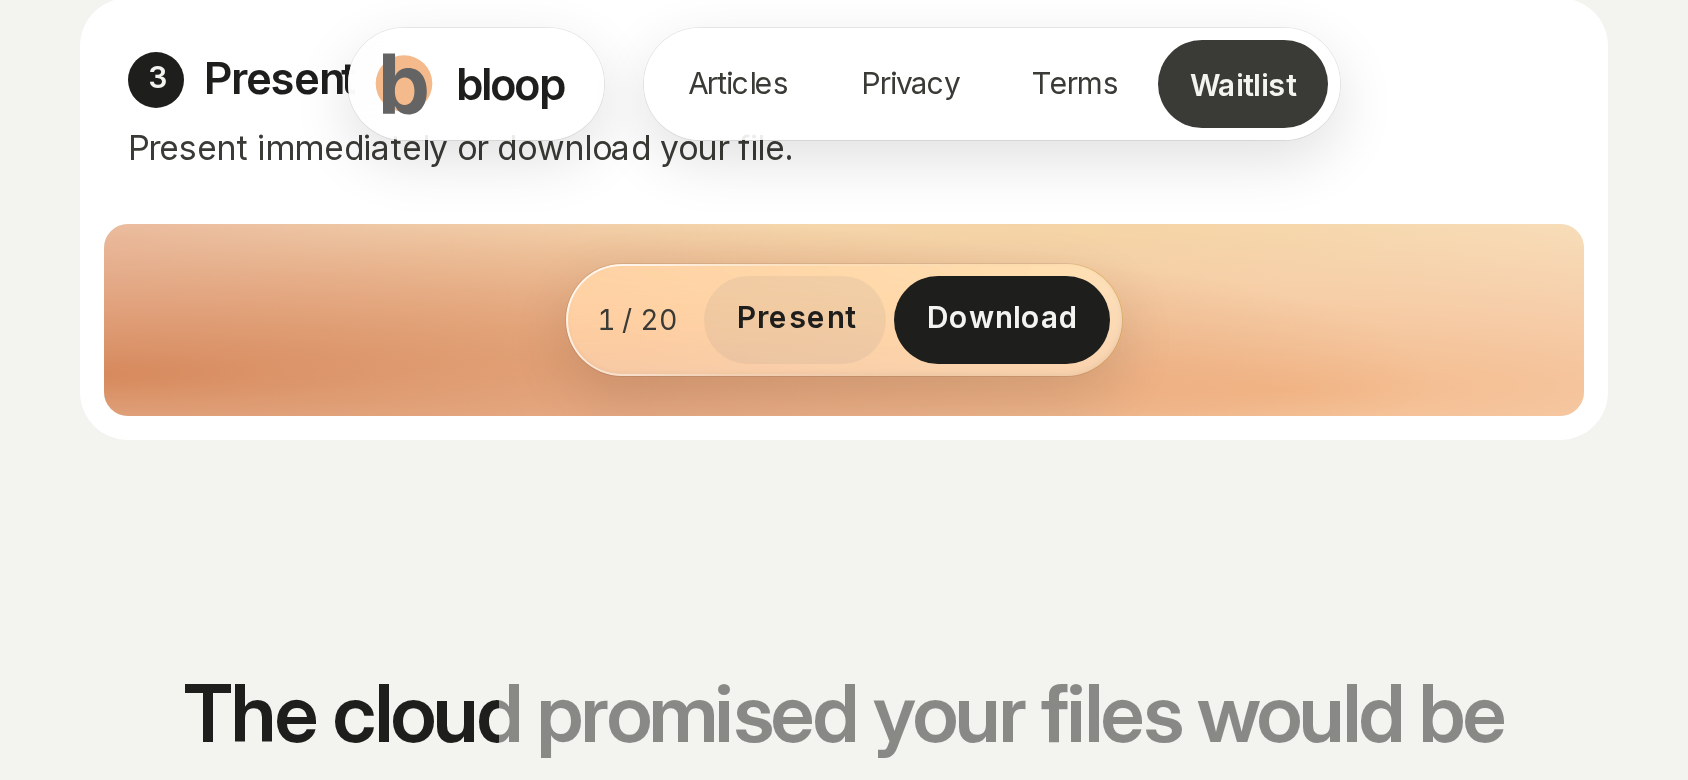 3 Present
b bloop
Articles Privacy Terms Waitlist
Present immediately or download your file.
1 / 20 Present Download
The cloud promised your files would be